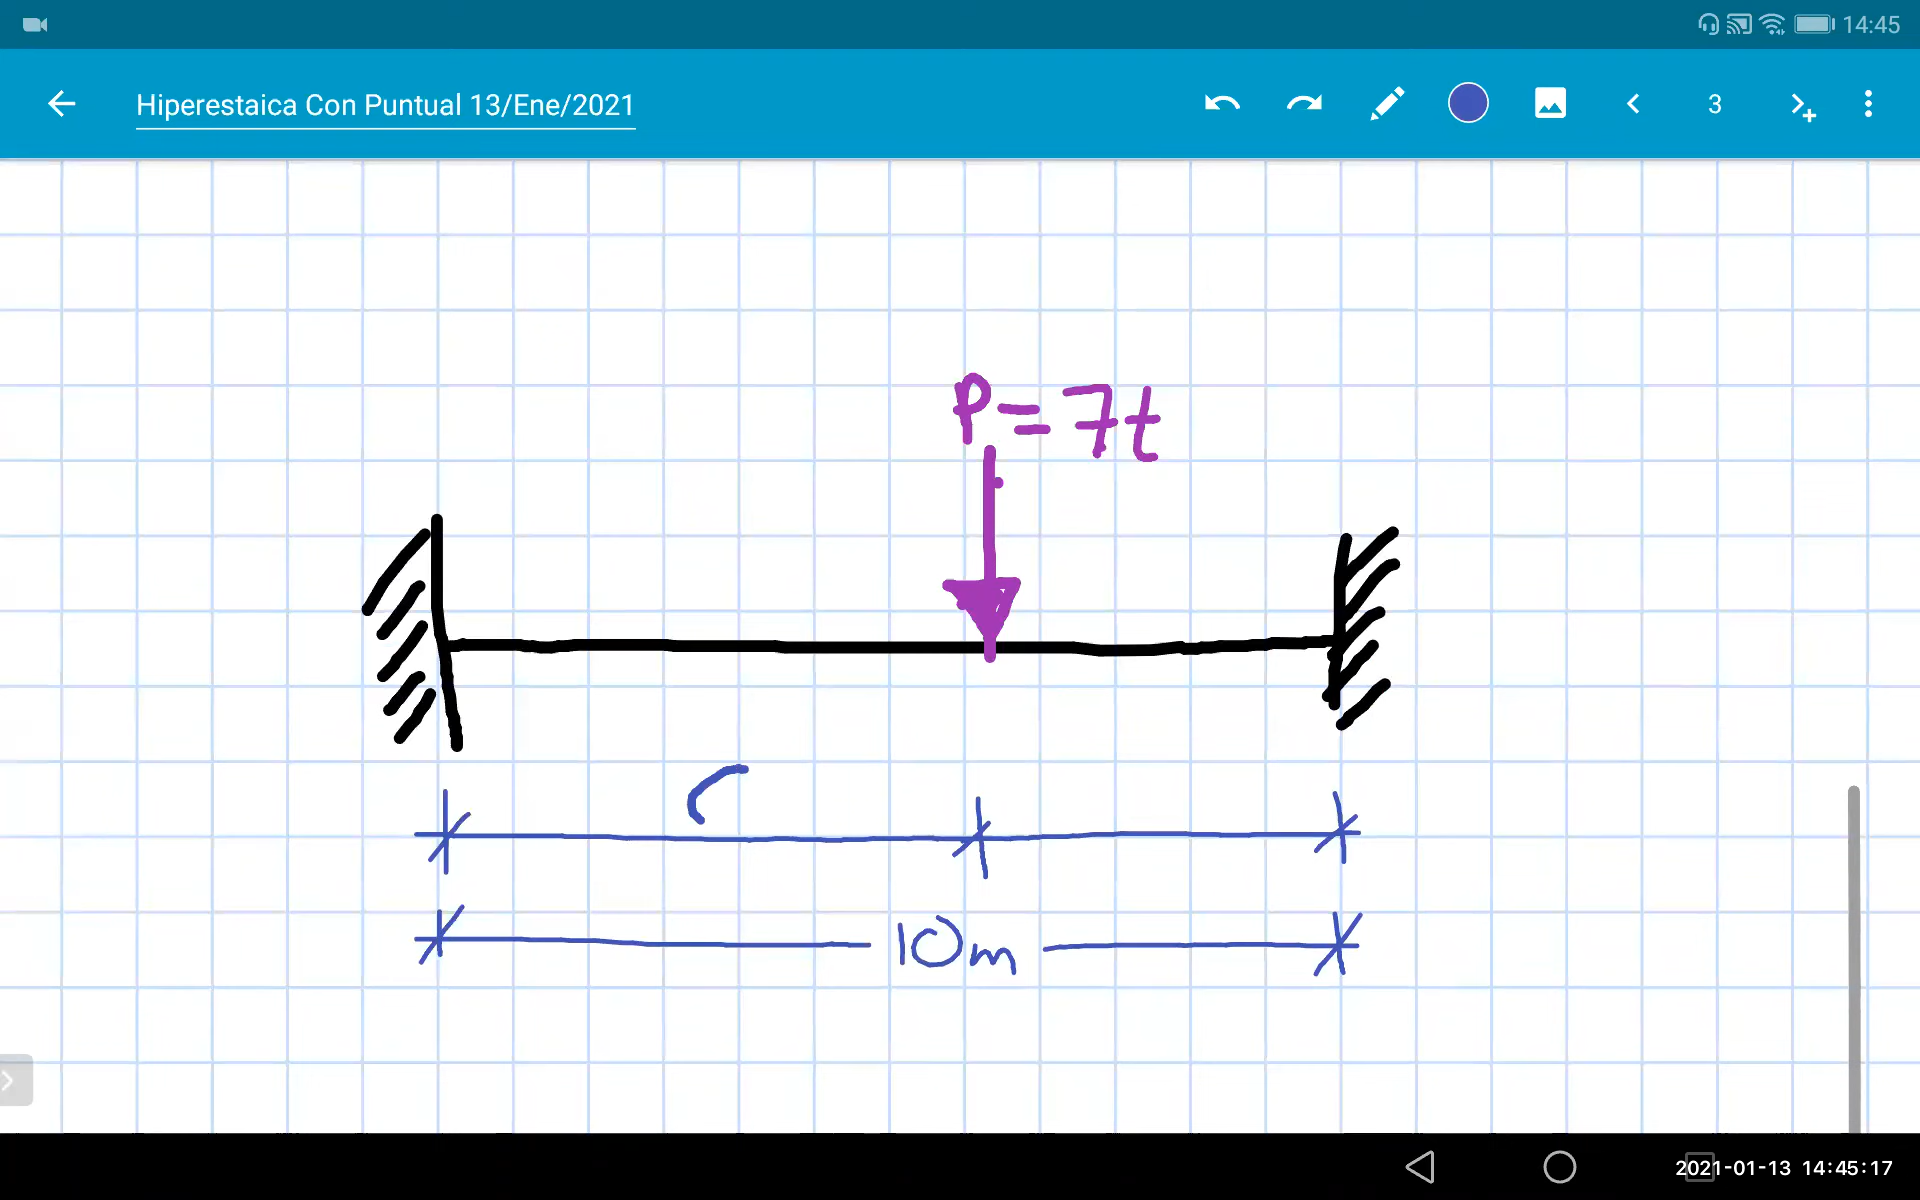 14:45
Hiperestaica Con Puntual 13/Ene/2021
3
P = 7t
10m
2021-01-13 14:45:17